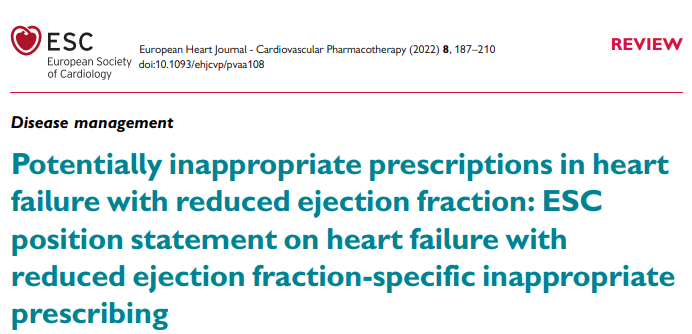 ESC
European Society
of Cardiology
European Heart Journal - Cardiovascular Pharmacotherapy (2022) 8, 187–210
doi:10.1093/ehjcvp/pvaa108
REVIEW
Disease management
Potentially inappropriate prescriptions in heart
failure with reduced ejection fraction: ESC
position statement on heart failure with
reduced ejection fraction-specific inappropriate
prescribing